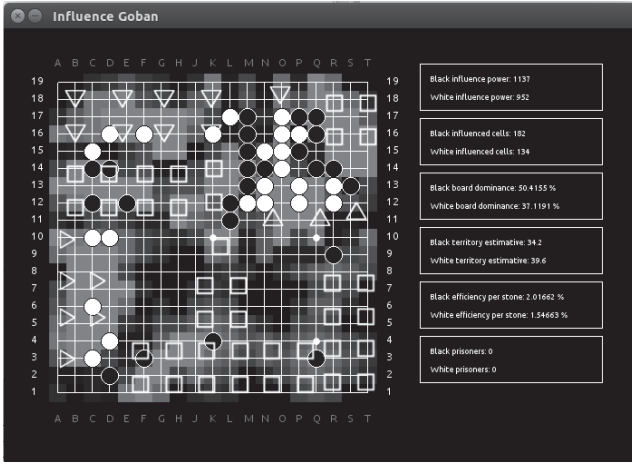 Influence Goban
A B C D E F G H J K L M N O P Q R S T
19 19
18 18
17 17
16 16
15 15
14 14
13 13
12 12
11 11
10 10
9 9
8 8
7 7
6 6
5 5
4 4
3 3
2 2
1 1
A B C D E F G H J K L M N O P Q R S T
Black influence power: 1137
White influence power: 952
Black influenced cells: 182
White influenced cells: 134
Black board dominance: 50.4155 %
White board dominance: 37.1191 %
Black territory estimative: 34.2
White territory estimative: 39.6
Black efficiency per stone: 2.01662 %
White efficiency per stone: 1.54663 %
Black prisoners: 0
White prisoners: 0